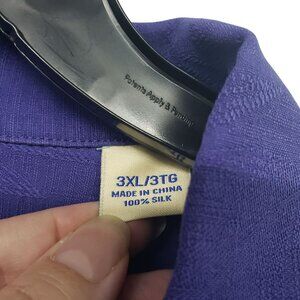 Patents Apply & Pending
3XL/3TG
MADE IN CHINA
100% SILK